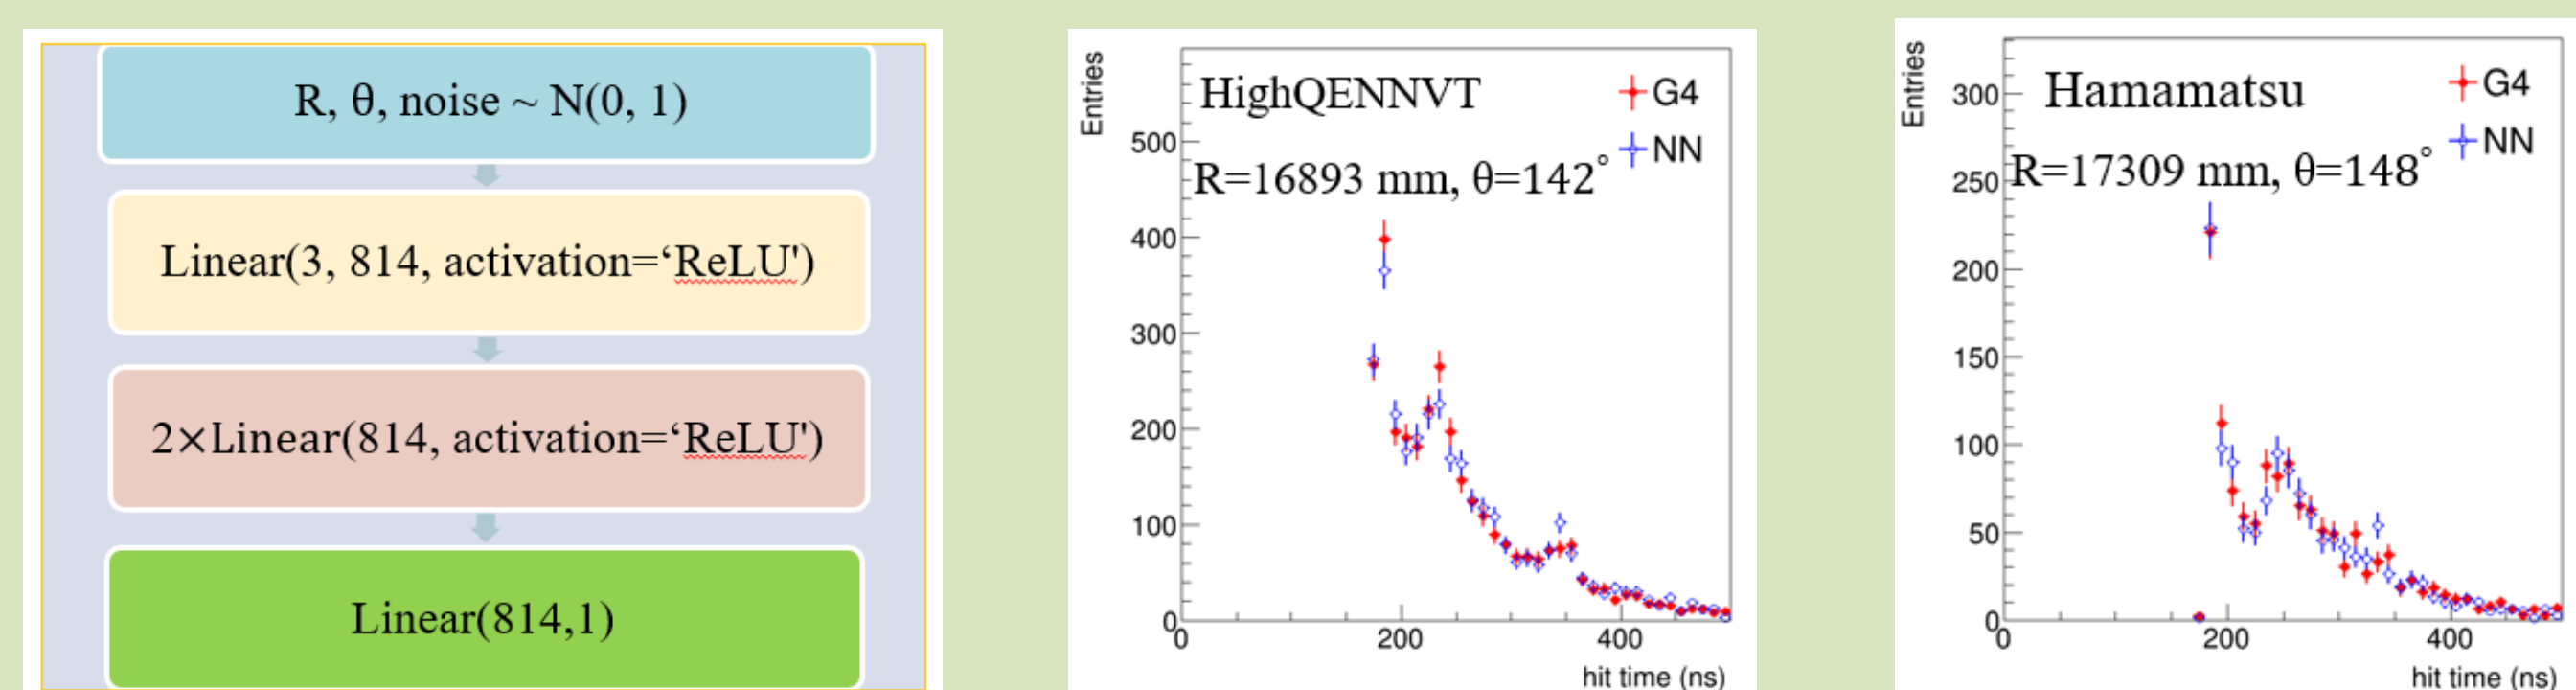 R, θ, noise ~ N(0, 1)
Linear(3, 814, activation=‘ReLU')
2×Linear(814, activation=‘ReLU')
Linear(814,1)
Entries
HighQENNVT
G4
NN
R=16893 mm, θ=142°
500
400
300
200
100
0
0 200 400
hit time (ns)
Entries
Hamamatsu
G4
NN
R=17309 mm, θ=148°
300
250
200
150
100
50
0
0 200 400
hit time (ns)